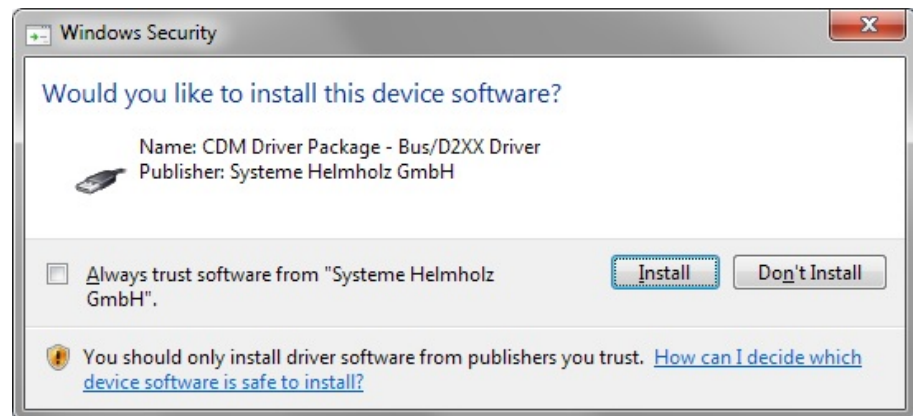 Windows Security
Would you like to install this device software?
Name: CDM Driver Package - Bus/D2XX Driver
Publisher: Systeme Helmholz GmbH
Always trust software from "Systeme Helmholz
GmbH".
Install
Don't Install
You should only install driver software from publishers you trust. How can I decide which
device software is safe to install?